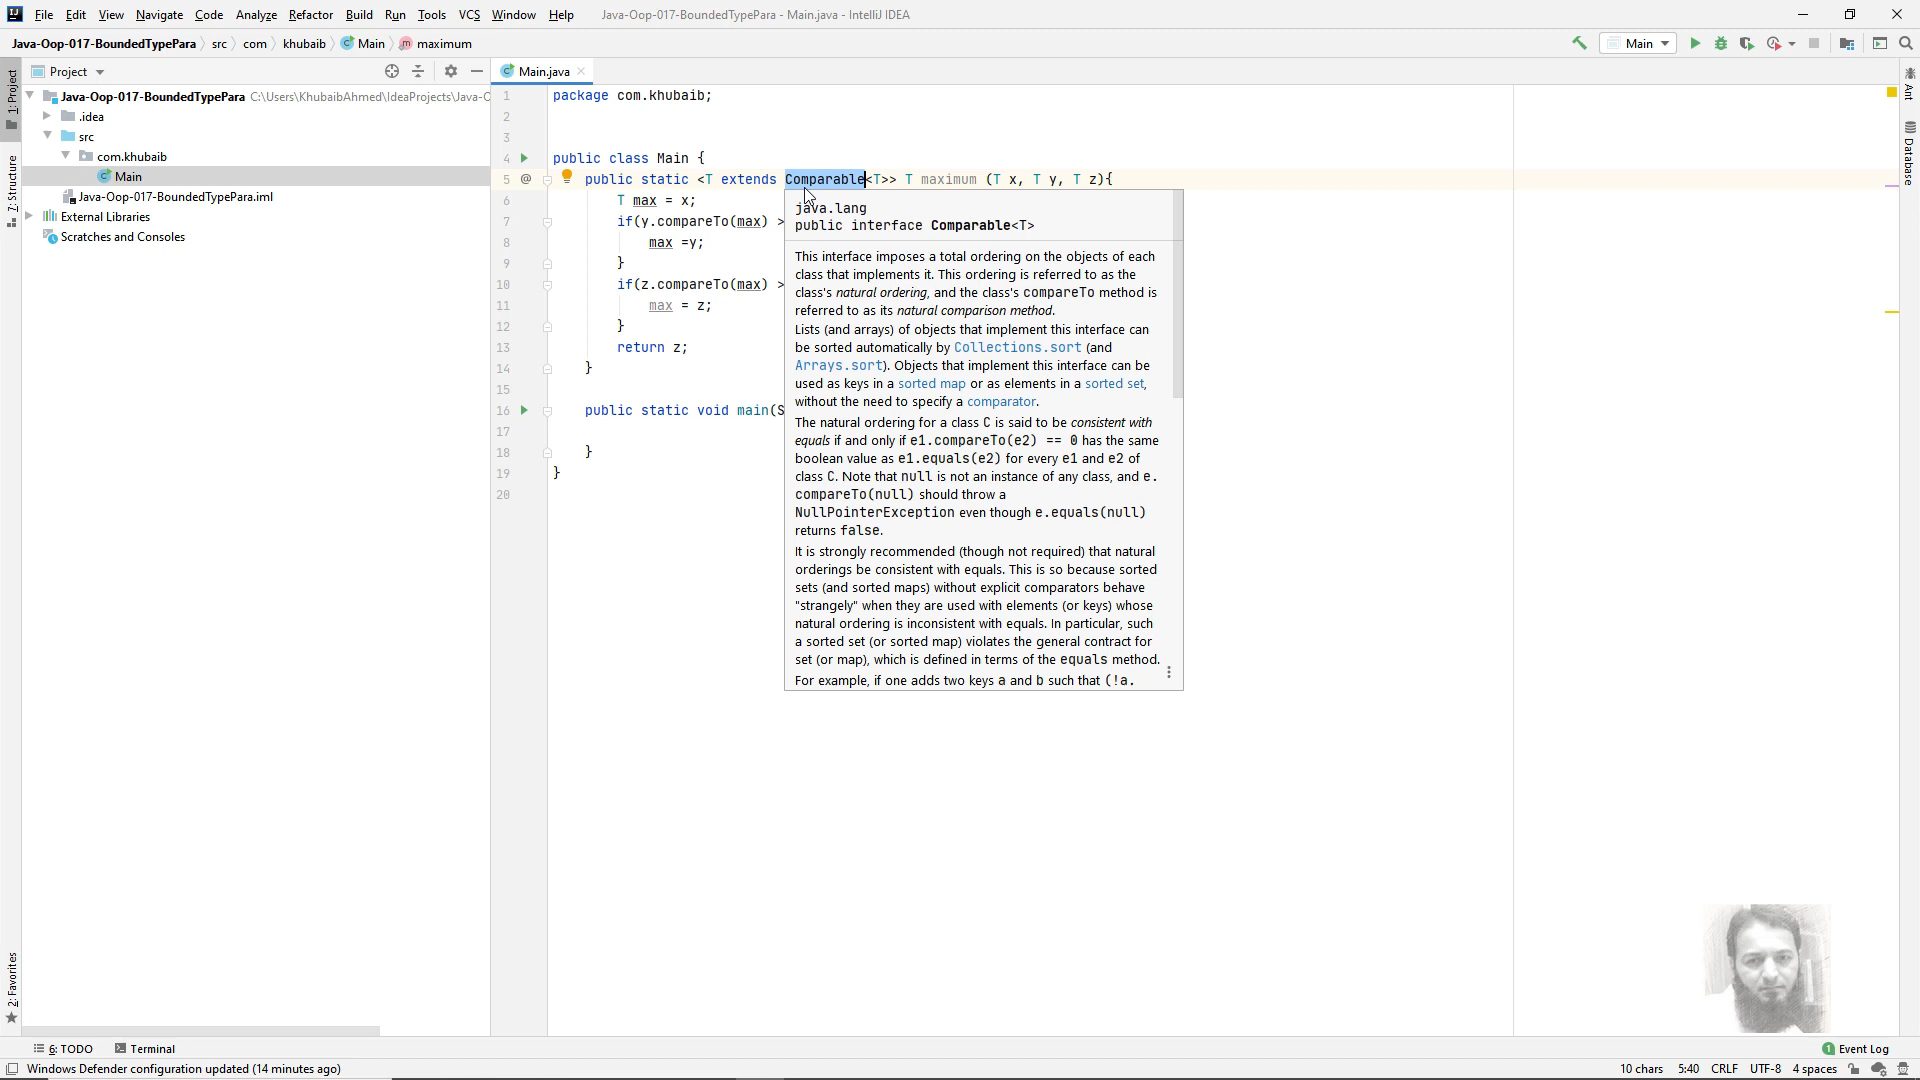 File Edit View Navigate Code Analyze Refactor Build Run Tools VCS Window Help Java-Oop-017-BoundedTypePara - Main.java - IntelliJ IDEA
Java-Oop-017-BoundedTypePara src com khubaib Main maximum Main
Project
Main.java
1: Project
7: Structure
2: Favorites
Java-Oop-017-BoundedTypePara C:\Users\KhubaibAhmed\IdeaProjects\Java-O
.idea
src
com.khubaib
Main
Java-Oop-017-BoundedTypePara.iml
External Libraries
Scratches and Consoles
1 package com.khubaib;
2
3
4 public class Main {
5 @ public static <T extends Comparable<T>> T maximum (T x, T y, T z){
6 T max = x;
7 if(y.compareTo(max) >
8 max =y;
9 }
10 if(z.compareTo(max) >
11 max = z;
12 }
13 return z;
14 }
15
16 public static void main(S
17
18 }
19 }
20
java.lang
public interface Comparable<T>
This interface imposes a total ordering on the objects of each
class that implements it. This ordering is referred to as the
class's natural ordering, and the class's compareTo method is
referred to as its natural comparison method.
Lists (and arrays) of objects that implement this interface can
be sorted automatically by Collections.sort (and
Arrays.sort). Objects that implement this interface can be
used as keys in a sorted map or as elements in a sorted set,
without the need to specify a comparator.
The natural ordering for a class C is said to be consistent with
equals if and only if e1.compareTo(e2) == 0 has the same
boolean value as e1.equals(e2) for every e1 and e2 of
class C. Note that null is not an instance of any class, and e.
compareTo(null) should throw a
NullPointerException even though e.equals(null)
returns false.
It is strongly recommended (though not required) that natural
orderings be consistent with equals. This is so because sorted
sets (and sorted maps) without explicit comparators behave
"strangely" when they are used with elements (or keys) whose
natural ordering is inconsistent with equals. In particular, such
a sorted set (or sorted map) violates the general contract for
set (or map), which is defined in terms of the equals method.
For example, if one adds two keys a and b such that (!a.
Ant
Database
6: TODO Terminal 1 Event Log
Windows Defender configuration updated (14 minutes ago) 10 chars 5:40 CRLF UTF-8 4 spaces